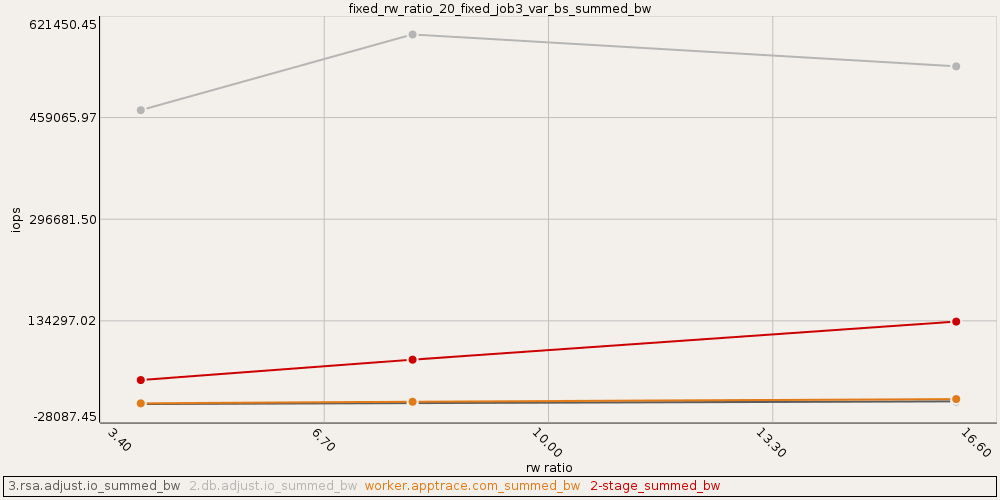 fixed_rw_ratio_20_fixed_job3_var_bs_summed_bw
621450.45
459065.97
296681.50
134297.02
-28087.45
iops
3.40 6.70 10.00 13.30 16.60
rw ratio
3.rsa.adjust.io_summed_bw 2.db.adjust.io_summed_bw worker.apptrace.com_summed_bw 2-stage_summed_bw